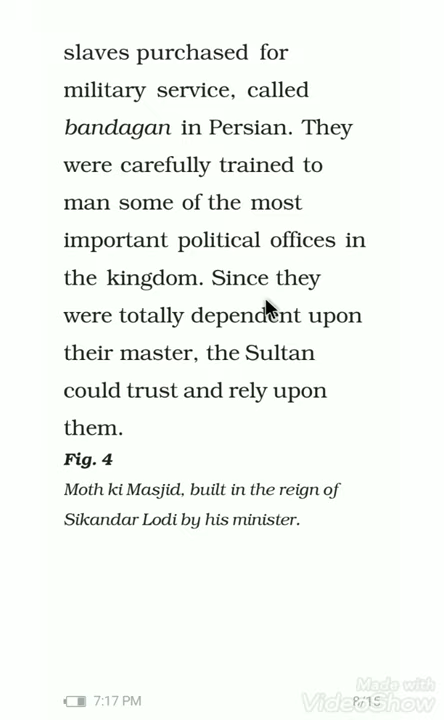 slaves purchased for
military service, called
bandagan in Persian. They
were carefully trained to
man some of the most
important political offices in
the kingdom. Since they
were totally dependent upon
their master, the Sultan
could trust and rely upon
them.
Fig. 4
Moth ki Masjid, built in the reign of
Sikandar Lodi by his minister.
7:17 PM
8/15
Made with
VideoShow